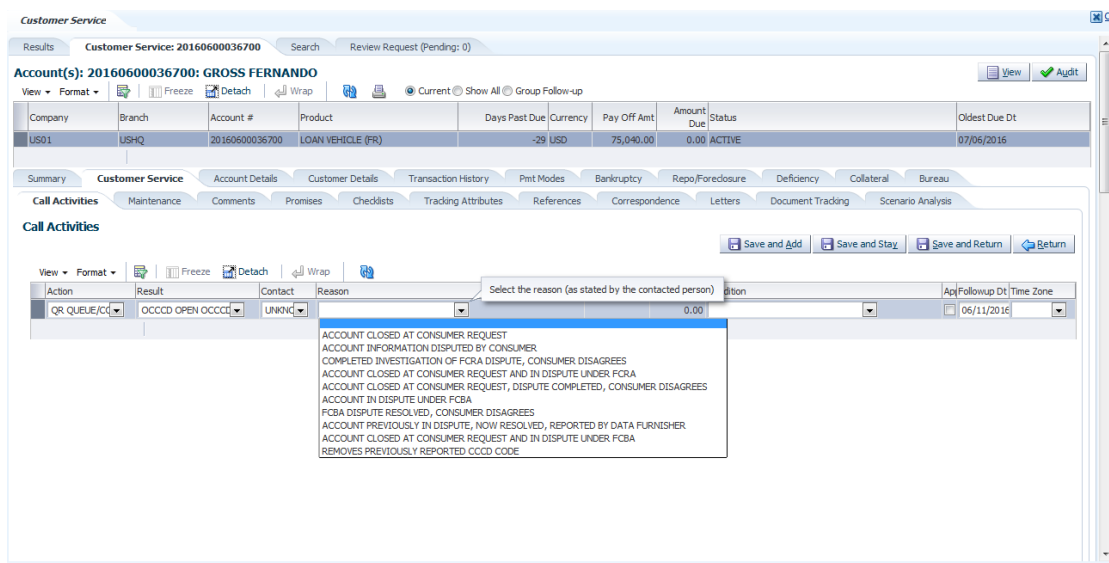 Customer Service
Results Customer Service: 20160600036700 Search Review Request (Pending: 0)
Account(s): 20160600036700: GROSS FERNANDO
View Audit
View Format Freeze Detach Wrap Current Show All Group Follow-up
Company Branch Account # Product Days Past Due Currency Pay Off Amt Amount Due Status Oldest Due Dt
US01 USHQ 20160600036700 LOAN VEHICLE (FR) -29 USD 75,040.00 0.00 ACTIVE 07/06/2016
Summary Customer Service Account Details Customer Details Transaction History Pmt Modes Bankruptcy Repo/Foreclosure Deficiency Collateral Bureau
Call Activities Maintenance Comments Promises Checklists Tracking Attributes References Correspondence Letters Document Tracking Scenario Analysis
Call Activities
Save and Add Save and Stay Save and Return Return
View Format Freeze Detach Wrap
Select the reason (as stated by the contacted person)
Action Result Contact Reason dition Ap Followup Dt Time Zone
QR QUEUE/CC OCCCD OPEN OCCCD UNKNC 0.00 06/11/2016
ACCOUNT CLOSED AT CONSUMER REQUEST
ACCOUNT INFORMATION DISPUTED BY CONSUMER
COMPLETED INVESTIGATION OF FCRA DISPUTE, CONSUMER DISAGREES
ACCOUNT CLOSED AT CONSUMER REQUEST AND IN DISPUTE UNDER FCRA
ACCOUNT CLOSED AT CONSUMER REQUEST, DISPUTE COMPLETED, CONSUMER DISAGREES
ACCOUNT IN DISPUTE UNDER FCBA
FCBA DISPUTE RESOLVED, CONSUMER DISAGREES
ACCOUNT PREVIOUSLY IN DISPUTE, NOW RESOLVED, REPORTED BY DATA FURNISHER
ACCOUNT CLOSED AT CONSUMER REQUEST AND IN DISPUTE UNDER FCBA
REMOVES PREVIOUSLY REPORTED CCCD CODE